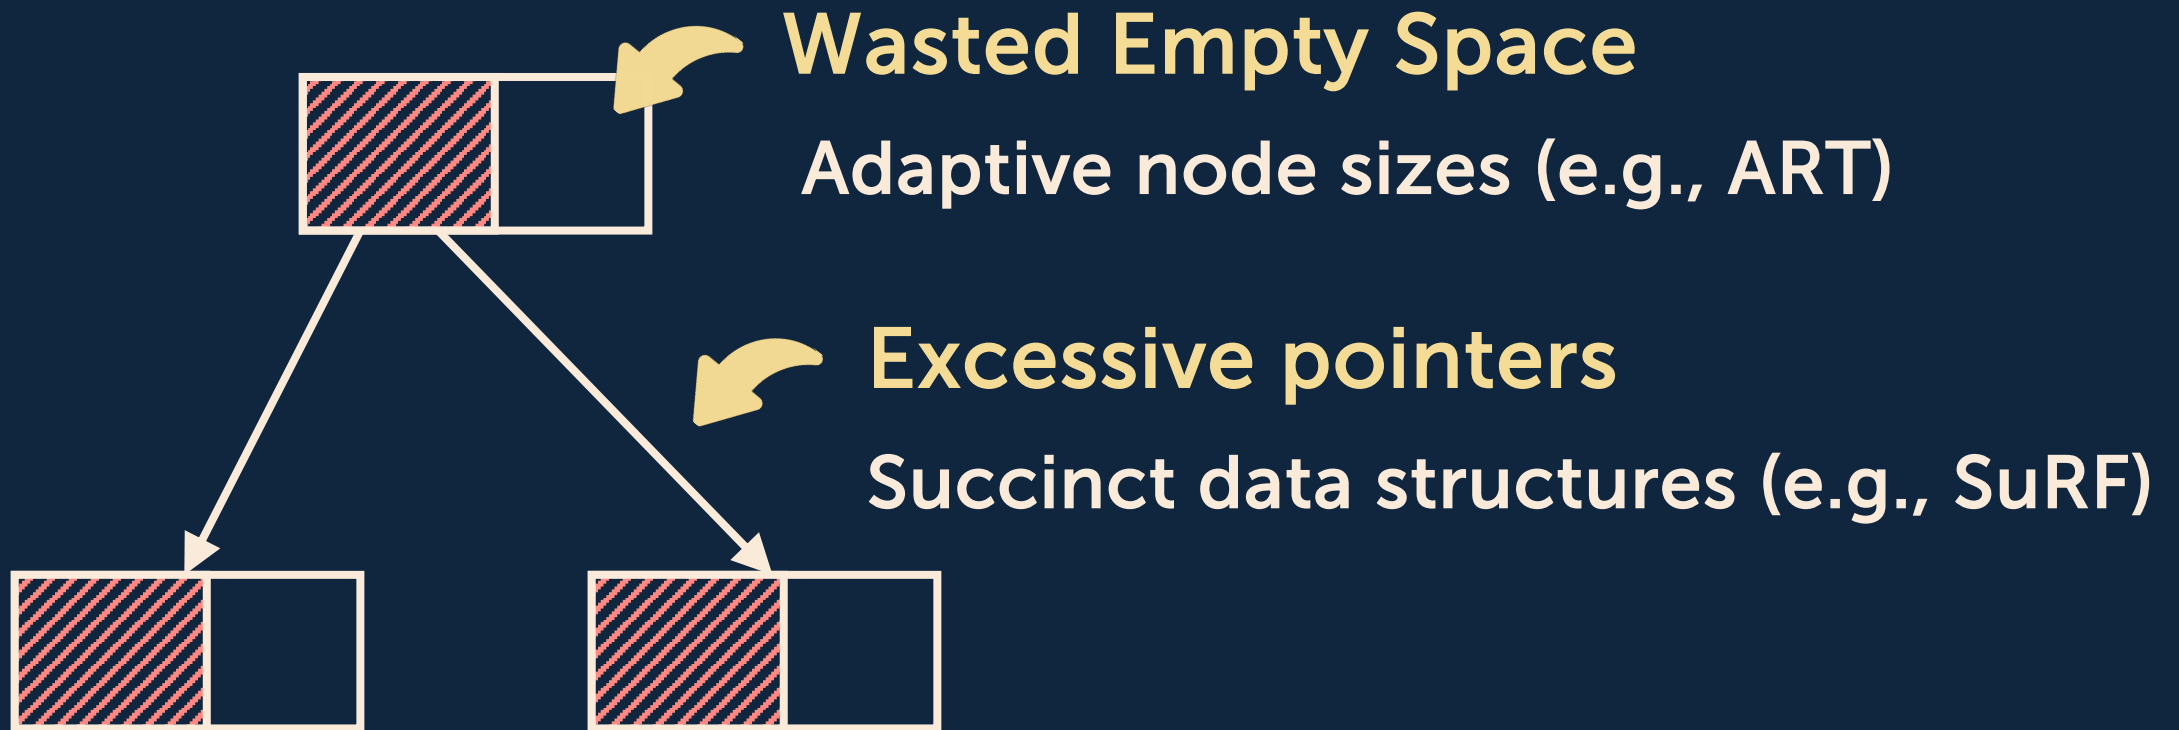 Wasted Empty Space
Adaptive node sizes (e.g., ART)
Excessive pointers
Succinct data structures (e.g., SuRF)